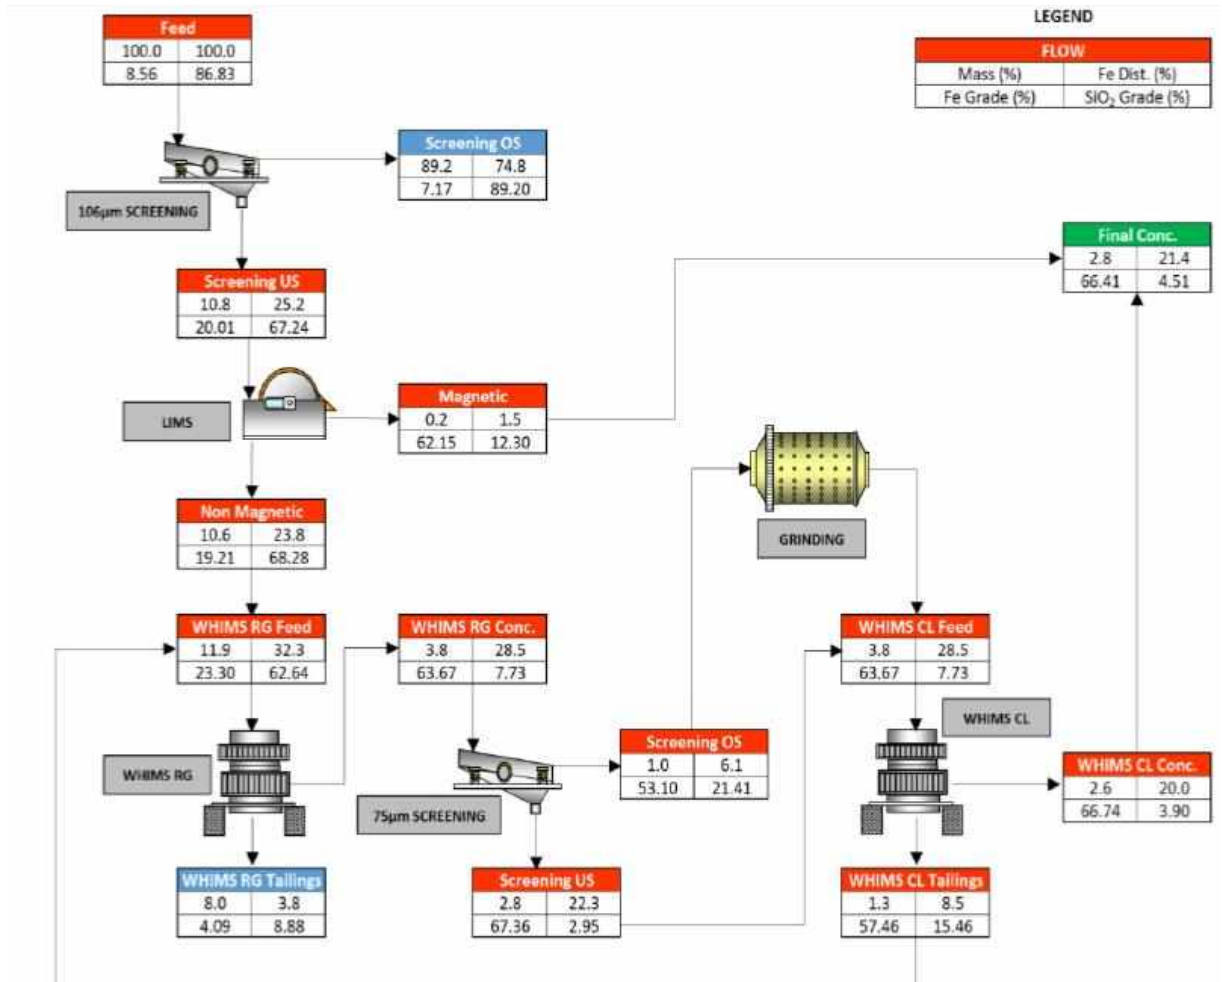 LEGEND
FLOW
Mass (%) Fe Dist. (%)
Fe Grade (%) SiO₂ Grade (%)
Feed
100.0 100.0
8.56 86.83
106µm SCREENING
Screening OS
89.2 74.8
7.17 89.20
Final Conc.
2.8 21.4
66.41 4.51
Screening US
10.8 25.2
20.01 67.24
LIMS
Magnetic
0.2 1.5
62.15 12.30
Non Magnetic
10.6 23.8
19.21 68.28
GRINDING
WHIMS RG Feed
11.9 32.3
23.30 62.64
WHIMS RG Conc.
3.8 28.5
63.67 7.73
WHIMS CL Feed
3.8 28.5
63.67 7.73
WHIMS RG
75µm SCREENING
Screening OS
1.0 6.1
53.10 21.41
WHIMS CL
WHIMS CL Conc.
2.6 20.0
66.74 3.90
WHIMS RG Tailings
8.0 3.8
4.09 8.88
Screening US
2.8 22.3
67.36 2.95
WHIMS CL Tailings
1.3 8.5
57.46 15.46